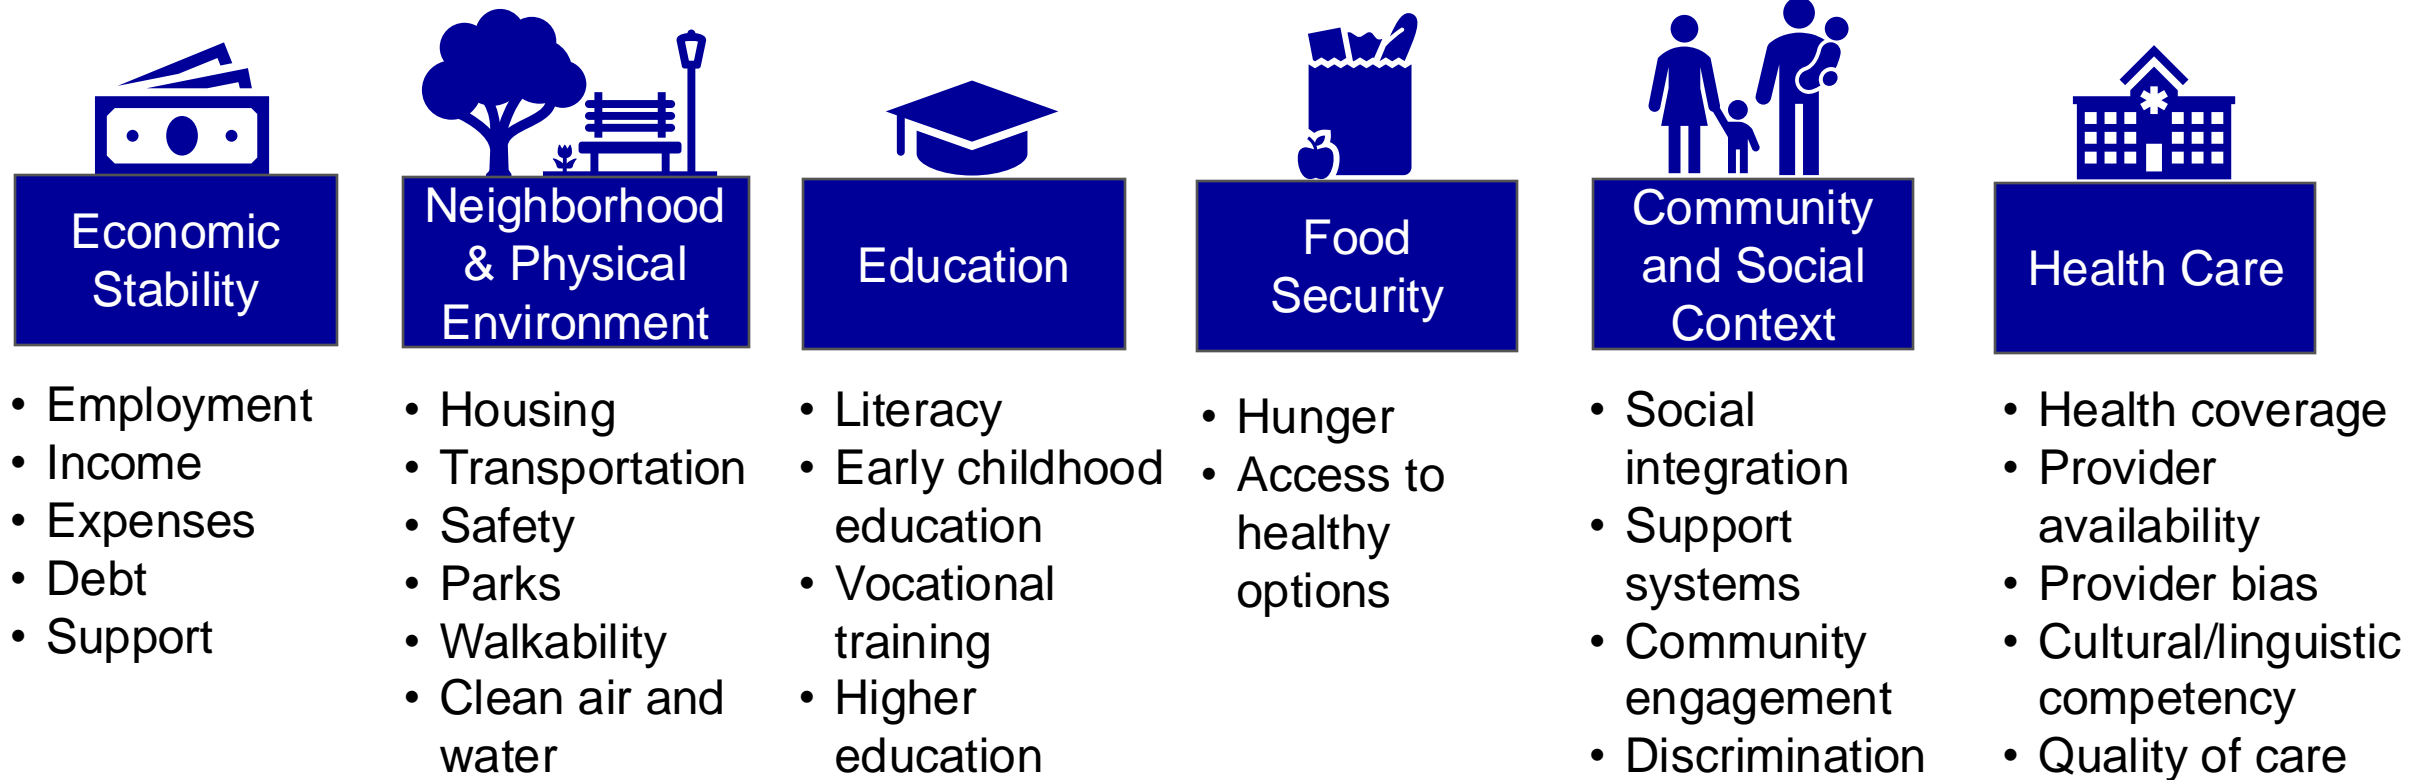 Economic
Stability
• Employment
• Income
• Expenses
• Debt
• Support
Neighborhood
& Physical
Environment
• Housing
• Transportation
• Safety
• Parks
• Walkability
• Clean air and
water
Education
• Literacy
• Early childhood
education
• Vocational
training
• Higher
education
Food
Security
• Hunger
• Access to
healthy
options
Community
and Social
Context
• Social
integration
• Support
systems
• Community
engagement
• Discrimination
Health Care
• Health coverage
• Provider
availability
• Provider bias
• Cultural/linguistic
competency
• Quality of care